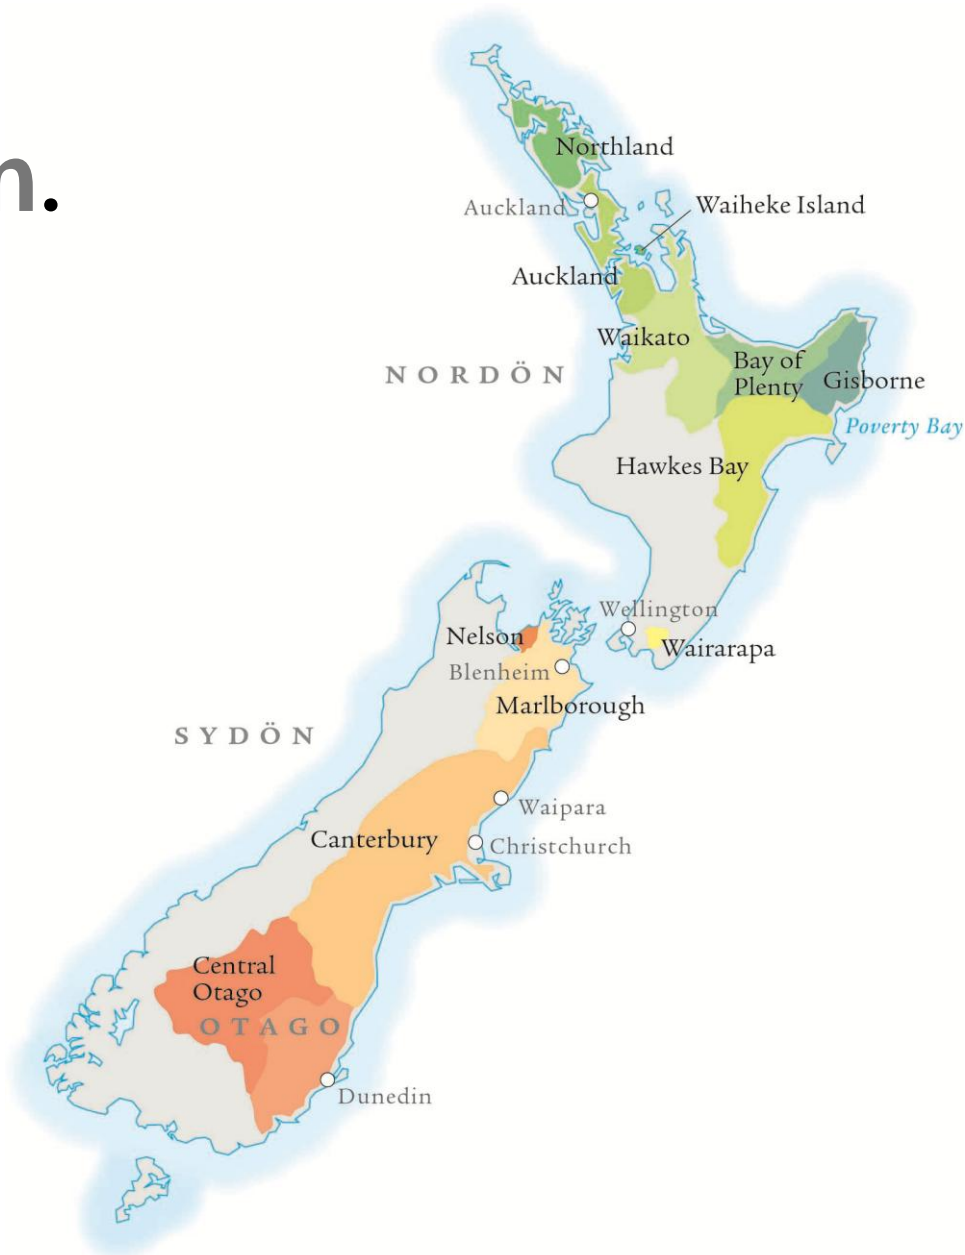 n.
Northland
Auckland
Waiheke Island
Auckland
Waikato
NORDÖN
Bay of
Plenty
Gisborne
Poverty Bay
Hawkes Bay
Wellington
Nelson
Wairarapa
Blenheim
Marlborough
SYDÖN
Waipara
Canterbury
Christchurch
Central
Otago
OTAGO
Dunedin